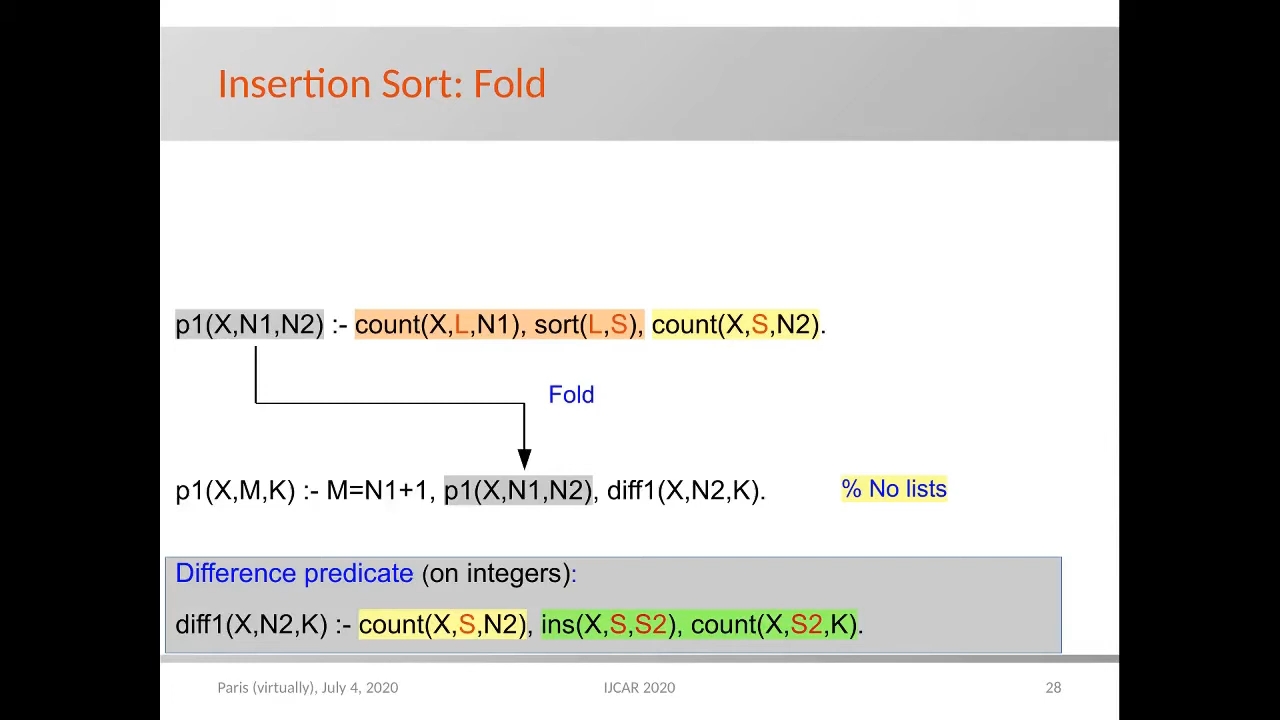 Insertion Sort: Fold
p1(X,N1,N2) :- count(X,L,N1), sort(L,S), count(X,S,N2).
Fold
p1(X,M,K) :- M=N1+1, p1(X,N1,N2), diff1(X,N2,K). % No lists
Difference predicate (on integers):
diff1(X,N2,K) :- count(X,S,N2), ins(X,S,S2), count(X,S2,K).
Paris (virtually), July 4, 2020 IJCAR 2020 28